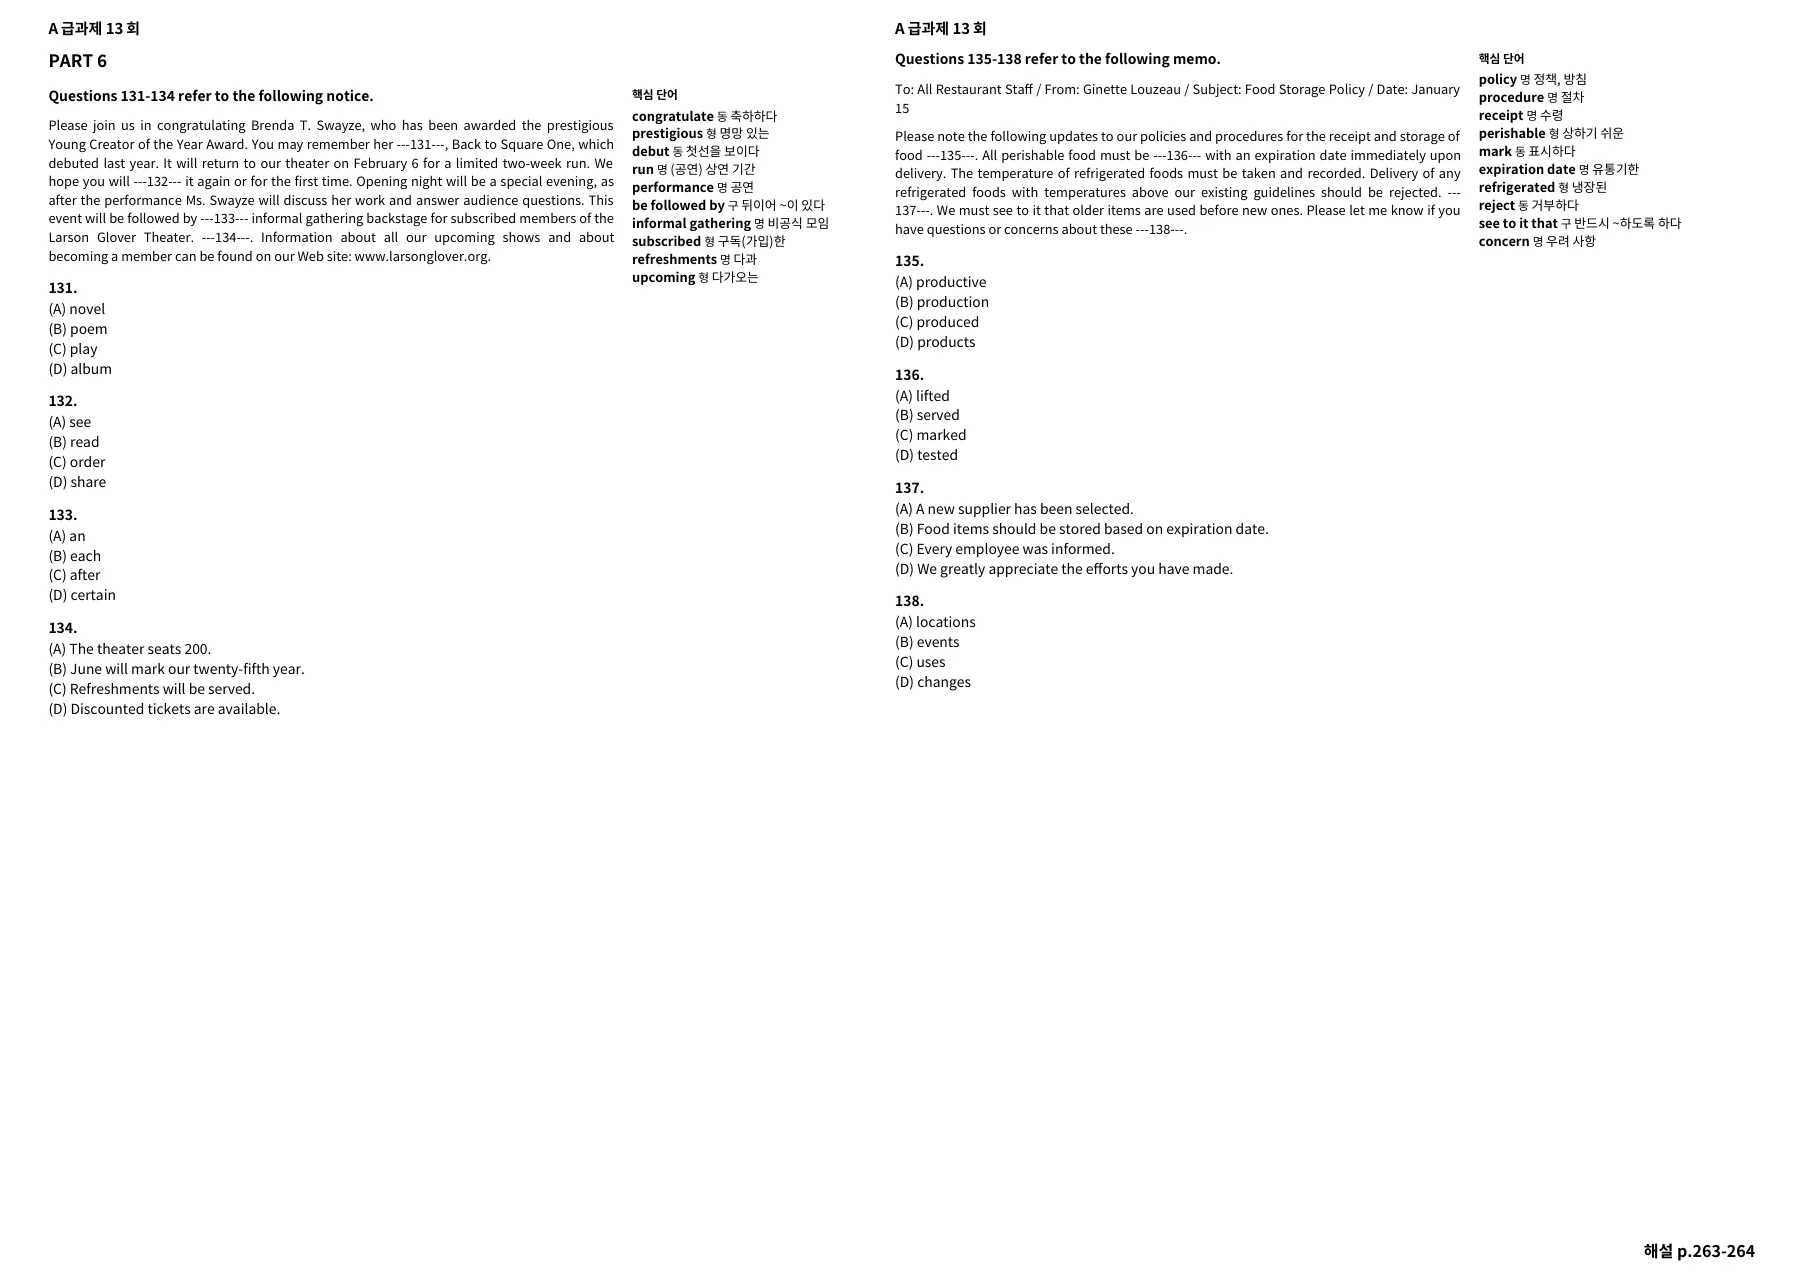 A 급과제 13 회
PART 6
Questions 131-134 refer to the following notice.
Please join us in congratulating Brenda T. Swayze, who has been awarded the prestigious
Young Creator of the Year Award. You may remember her ---131---, Back to Square One, which
debuted last year. It will return to our theater on February 6 for a limited two-week run. We
hope you will ---132--- it again or for the first time. Opening night will be a special evening, as
after the performance Ms. Swayze will discuss her work and answer audience questions. This
event will be followed by ---133--- informal gathering backstage for subscribed members of the
Larson Glover Theater. ---134---. Information about all our upcoming shows and about
becoming a member can be found on our Web site: www.larsonglover.org.
핵심 단어
congratulate 동 축하하다
prestigious 형 명망 있는
debut 동 첫선을 보이다
run 명 (공연) 상연 기간
performance 명 공연
be followed by 구 뒤이어 ~이 있다
informal gathering 명 비공식 모임
subscribed 형 구독(가입)한
refreshments 명 다과
upcoming 형 다가오는
131.
(A) novel
(B) poem
(C) play
(D) album
132.
(A) see
(B) read
(C) order
(D) share
133.
(A) an
(B) each
(C) after
(D) certain
134.
(A) The theater seats 200.
(B) June will mark our twenty-fifth year.
(C) Refreshments will be served.
(D) Discounted tickets are available.
A 급과제 13 회
Questions 135-138 refer to the following memo.
To: All Restaurant Staff / From: Ginette Louzeau / Subject: Food Storage Policy / Date: January
15
Please note the following updates to our policies and procedures for the receipt and storage of
food ---135---. All perishable food must be ---136--- with an expiration date immediately upon
delivery. The temperature of refrigerated foods must be taken and recorded. Delivery of any
refrigerated foods with temperatures above our existing guidelines should be rejected. ---
137---. We must see to it that older items are used before new ones. Please let me know if you
have questions or concerns about these ---138---.
핵심 단어
policy 명 정책, 방침
procedure 명 절차
receipt 명 수령
perishable 형 상하기 쉬운
mark 동 표시하다
expiration date 명 유통기한
refrigerated 형 냉장된
reject 동 거부하다
see to it that 구 반드시 ~하도록 하다
concern 명 우려 사항
135.
(A) productive
(B) production
(C) produced
(D) products
136.
(A) lifted
(B) served
(C) marked
(D) tested
137.
(A) A new supplier has been selected.
(B) Food items should be stored based on expiration date.
(C) Every employee was informed.
(D) We greatly appreciate the efforts you have made.
138.
(A) locations
(B) events
(C) uses
(D) changes
해설 p.263-264